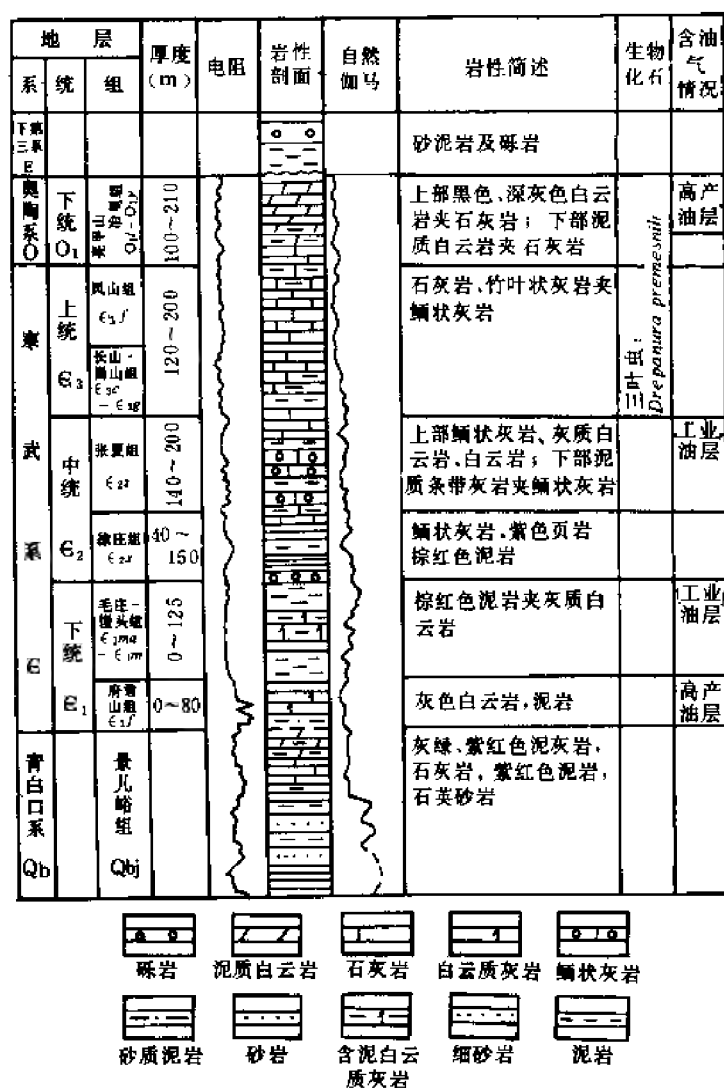 地 层
厚度
(m)
电阻
岩性
剖面
自然
伽马
岩性简述
生物
化石
含油
气
情况
系
统
组
下第
三系
E
砂泥岩及砾岩
奥陶系
O
下统
O₁
冶里组
100~210
上部黑色、深灰色白云
岩夹石灰岩；下部泥
质白云岩夹石灰岩
高产
油层
寒
武
系
∈
上统
∈₃
凤山组
∈₃f
长山-
崮山组
∈₃c
-∈₃g
120~200
石灰岩、竹叶状灰岩夹
鲕状灰岩
三叶虫:
Drepanura premesnili
中统
∈₂
张夏组
∈₂z
140~200
上部鲕状灰岩、灰质白
云岩、白云岩；下部泥
质条带灰岩夹鲕状灰岩
工业
油层
徐庄组
∈₂x
40~
150
鲕状灰岩、紫色页岩
棕红色泥岩
下统
∈₁
毛庄-
馒头组
∈₁ma
-∈₁m
0~125
棕红色泥岩夹灰质白
云岩
工业
油层
府君
山组
∈₁f
0~80
灰色白云岩，泥岩
高产
油层
青白口系
Qb
景儿峪组
Qbj
灰绿、紫红色泥灰岩，
石灰岩，紫红色泥岩，
石英砂岩
砾岩
泥质白云岩
石灰岩
白云质灰岩
鲕状灰岩
砂质泥岩
砂岩
含泥白云
质灰岩
细砂岩
泥岩